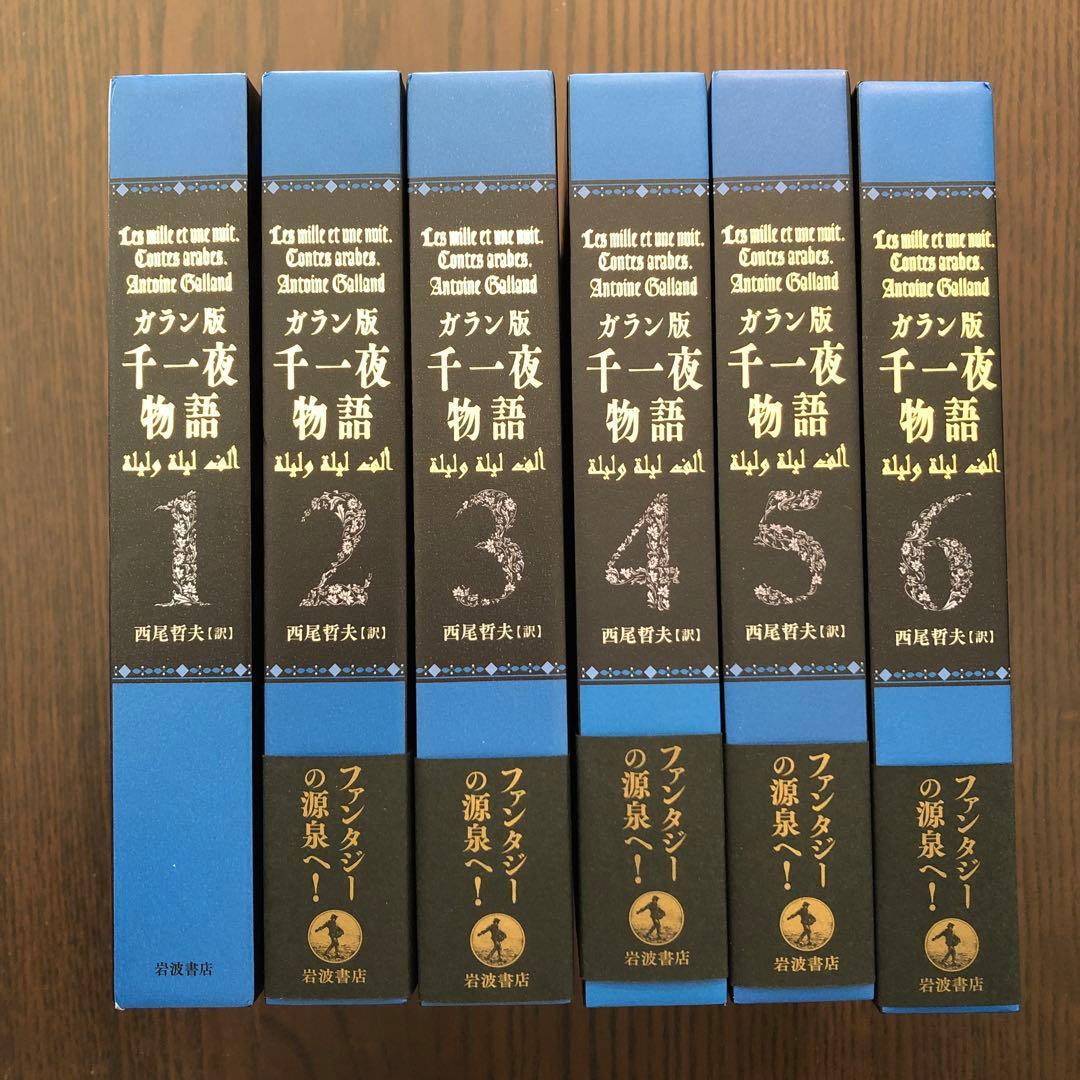 Les mille et une nuit.
Contes arabes.
Antoine Galland
ガラン版
千一夜
物語
ألف ليلة وليلة
1
西尾哲夫【訳】
岩波書店
Les mille et une nuit.
Contes arabes.
Antoine Galland
ガラン版
千一夜
物語
ألف ليلة وليلة
2
西尾哲夫【訳】
ファンタジー
の源泉へ!
岩波書店
Les mille et une nuit.
Contes arabes.
Antoine Galland
ガラン版
千一夜
物語
ألف ليلة وليلة
3
西尾哲夫【訳】
ファンタジー
の源泉へ!
岩波書店
Les mille et une nuit.
Contes arabes.
Antoine Galland
ガラン版
千一夜
物語
ألف ليلة وليلة
4
西尾哲夫【訳】
ファンタジー
の源泉へ!
岩波書店
Les mille et une nuit.
Contes arabes.
Antoine Galland
ガラン版
千一夜
物語
ألف ليلة وليلة
5
西尾哲夫【訳】
ファンタジー
の源泉へ!
岩波書店
Les mille et une nuit.
Contes arabes.
Antoine Galland
ガラン版
千一夜
物語
ألف ليلة وليلة
6
西尾哲夫【訳】
ファンタジー
の源泉へ!
岩波書店